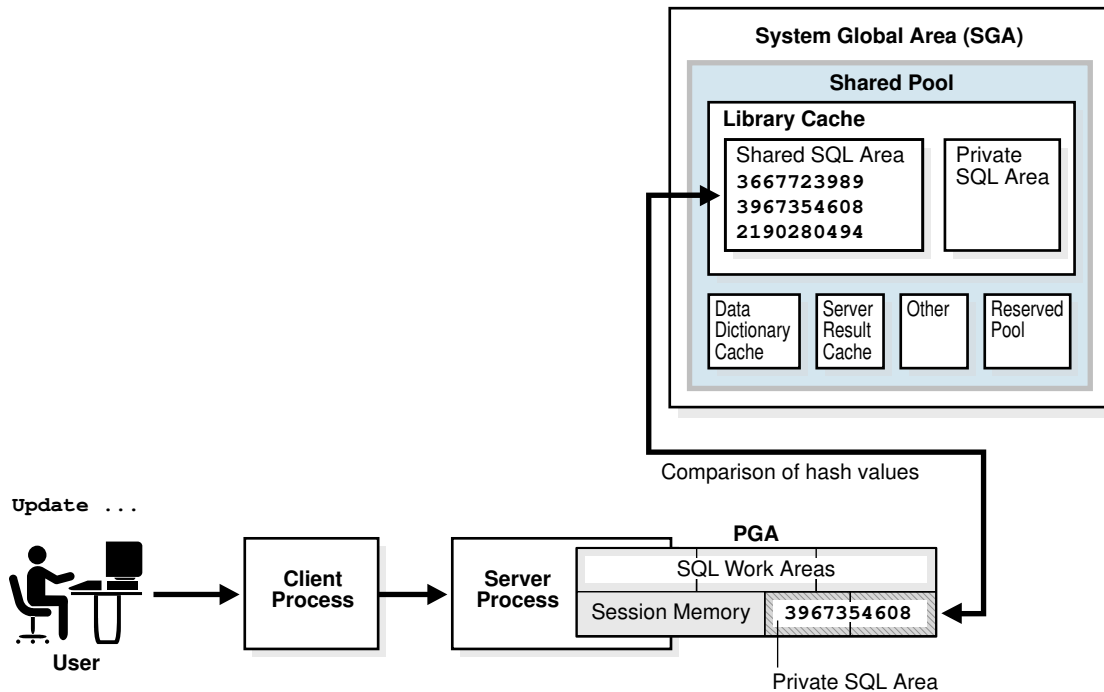 System Global Area (SGA)
Shared Pool
Library Cache
Shared SQL Area
3667723989
3967354608
2190280494
Private
SQL Area
Data
Dictionary
Cache
Server
Result
Cache
Other
Reserved
Pool
Comparison of hash values
Update ...
User
Client
Process
Server
Process
PGA
SQL Work Areas
Session Memory
3967354608
Private SQL Area